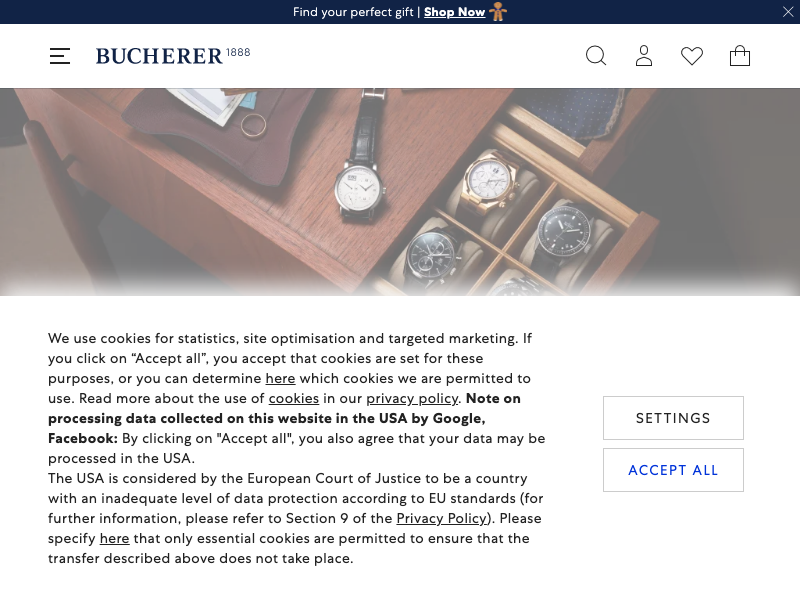 Find your perfect gift | Shop Now
BUCHERER 1888
We use cookies for statistics, site optimisation and targeted marketing. If
you click on “Accept all”, you accept that cookies are set for these
purposes, or you can determine here which cookies we are permitted to
use. Read more about the use of cookies in our privacy policy. Note on
processing data collected on this website in the USA by Google,
Facebook: By clicking on "Accept all", you also agree that your data may be
processed in the USA.
The USA is considered by the European Court of Justice to be a country
with an inadequate level of data protection according to EU standards (for
further information, please refer to Section 9 of the Privacy Policy). Please
specify here that only essential cookies are permitted to ensure that the
transfer described above does not take place.
SETTINGS
ACCEPT ALL